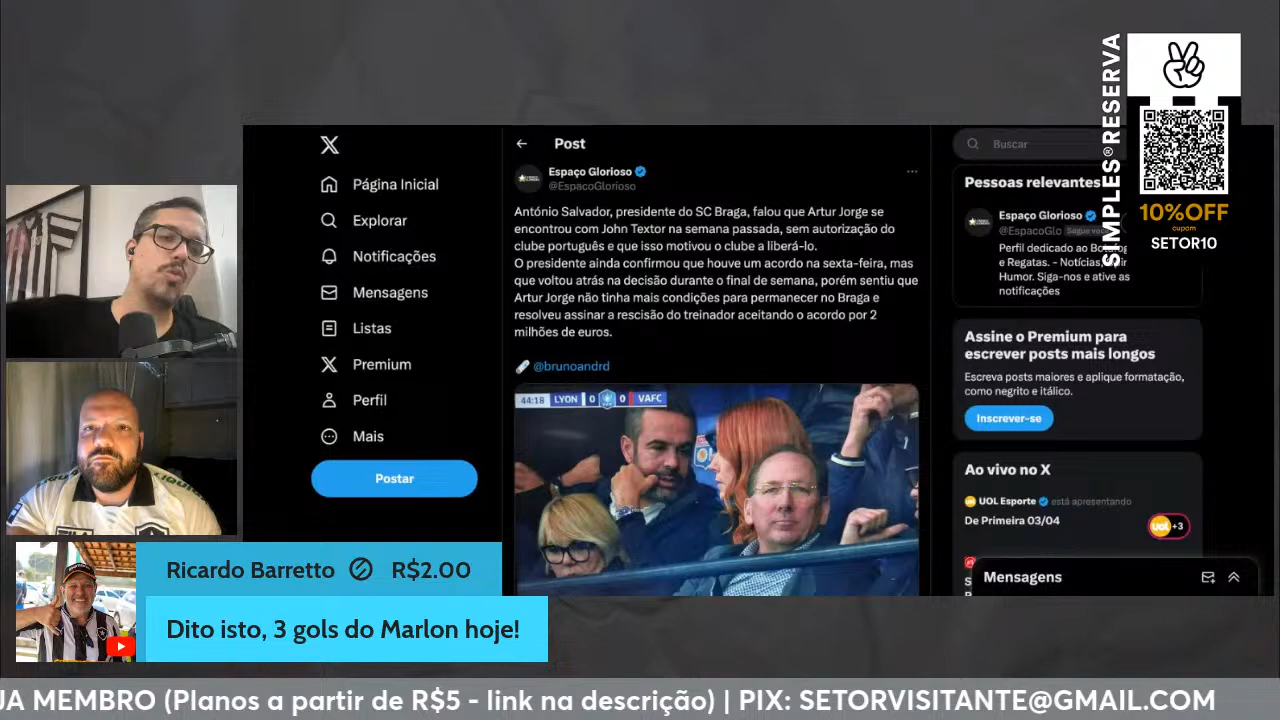 Página Inicial
Explorar
Notificações
Mensagens
Listas
Premium
Perfil
Mais
Postar
Post
Espaço Glorioso
@EspacoGlorioso
António Salvador, presidente do SC Braga, falou que Artur Jorge se
encontrou com John Textor na semana passada, sem autorização do
clube português e que isso motivou o clube a liberá-lo.
O presidente ainda confirmou que houve um acordo na sexta-feira, mas
que voltou atrás na decisão durante o final de semana, porém sentiu que
Artur Jorge não tinha mais condições para permanecer no Braga e
resolveu assinar a rescisão do treinador aceitando o acordo por 2
milhões de euros.
@brunoandrd
44:18 LYON 0 0 VAFC
Buscar
Pessoas relevantes
Espaço Glorioso
@EspacoGlo Segue voc
Perfil dedicado ao Botafog
e Regatas. - Notícias,
Humor. Siga-nos e ative as
notificações
Assine o Premium para
escrever posts mais longos
Escreva posts maiores e aplique formatação,
como negrito e itálico.
Inscrever-se
Ao vivo no X
UOL Esporte está apresentando
De Primeira 03/04
UOL +3
Mensagens
SIMPLES®RESERVA
10%OFF
cupom
SETOR10
Ricardo Barretto R$2.00
Dito isto, 3 gols do Marlon hoje!
JA MEMBRO (Planos a partir de R$5 - link na descrição) | PIX: SETORVISITANTE@GMAIL.COM